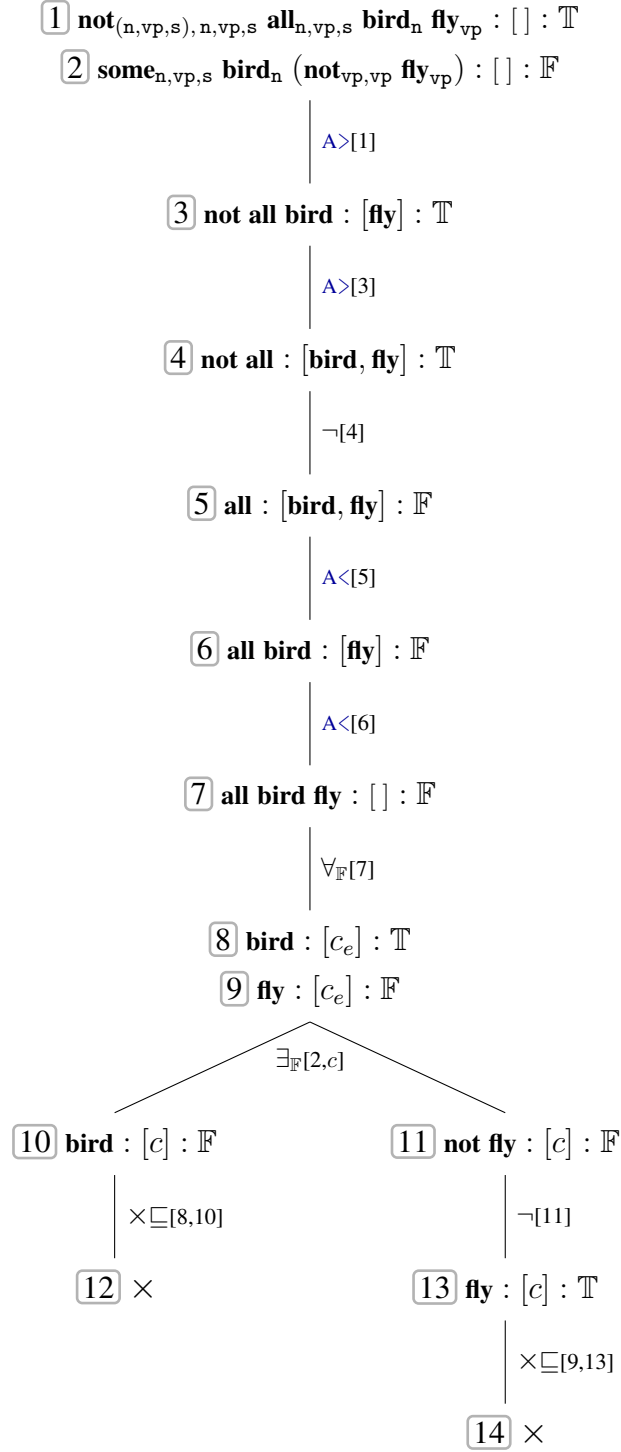 1 not(n,vp,s),n,vp,s alln,vp,s birdn flyvp : [ ] : 𝕋
2 somen,vp,s birdn (notvp,vp flyvp) : [ ] : 𝔽
A>[1]
3 not all bird : [fly] : 𝕋
A>[3]
4 not all : [bird, fly] : 𝕋
¬[4]
5 all : [bird, fly] : 𝔽
A<[5]
6 all bird : [fly] : 𝔽
A<[6]
7 all bird fly : [ ] : 𝔽
∀𝔽[7]
8 bird : [ce] : 𝕋
9 fly : [ce] : 𝔽
∃𝔽[2,c]
10 bird : [c] : 𝔽 11 not fly : [c] : 𝔽
×⊑[8,10] ¬[11]
12 × 13 fly : [c] : 𝕋
×⊑[9,13]
14 ×